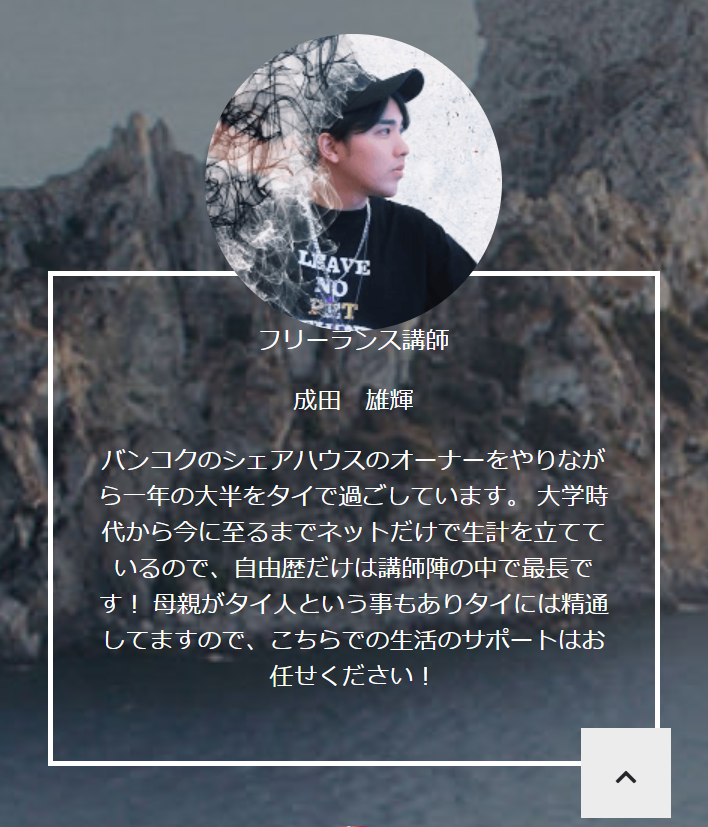 LEAVE
NO
PET
フリーランス講師
成田　雄輝
バンコクのシェアハウスのオーナーをやりなが
ら一年の大半をタイで過ごしています。 大学時
代から今に至るまでネットだけで生計を立てて
いるので、自由歴だけは講師陣の中で最長で
す！ 母親がタイ人という事もありタイには精通
してますので、こちらでの生活のサポートはお
任せください！